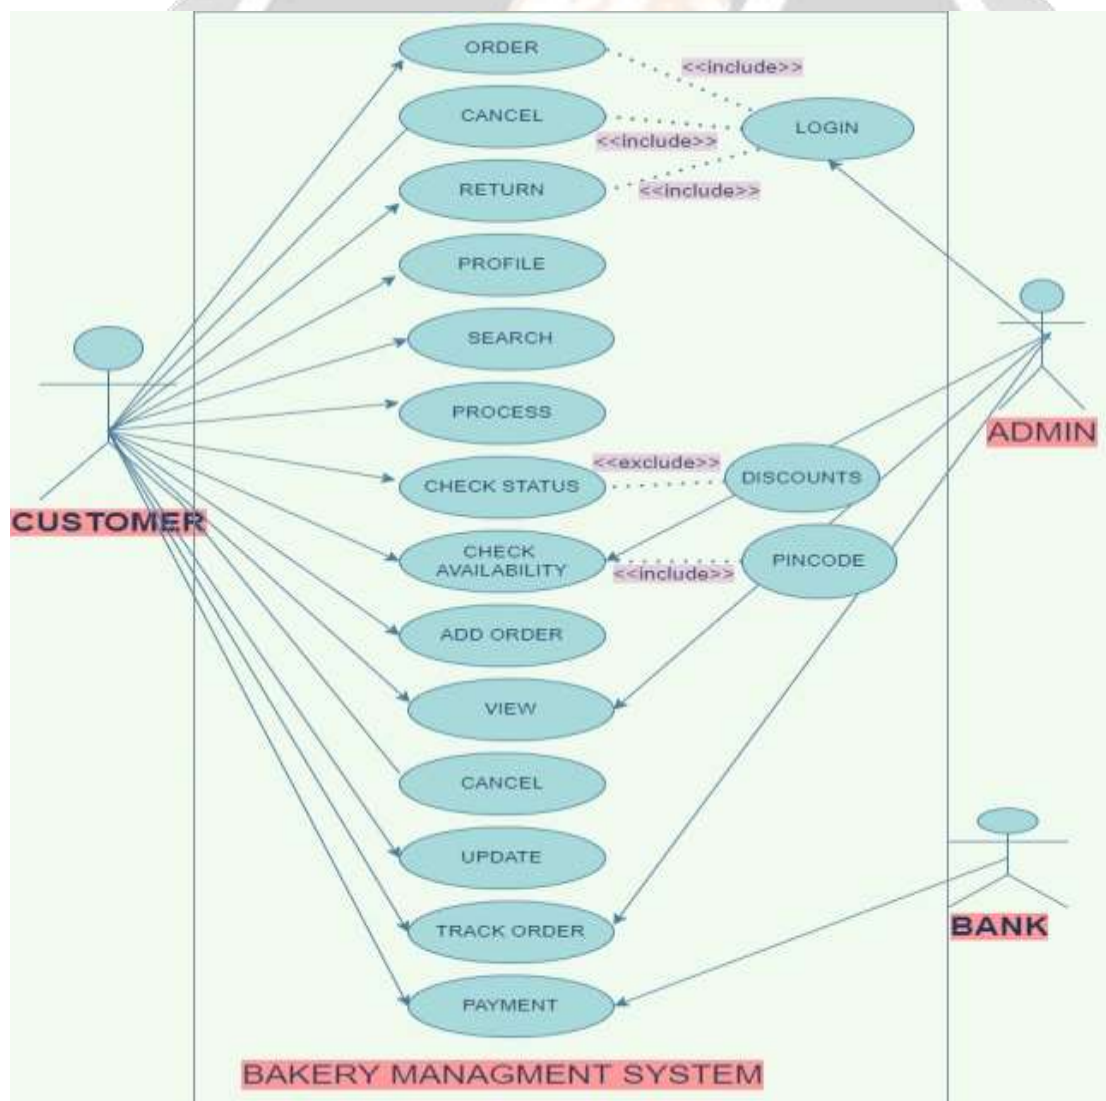 ORDER
<<include>>
CANCEL
LOGIN
<<include>>
RETURN
<<include>>
PROFILE
SEARCH
PROCESS
ADMIN
<<exclude>>
CHECK STATUS
DISCOUNTS
CUSTOMER
CHECK
AVAILABILITY
PINCODE
<<include>>
ADD ORDER
VIEW
CANCEL
UPDATE
TRACK ORDER
BANK
PAYMENT
BAKERY MANAGMENT SYSTEM